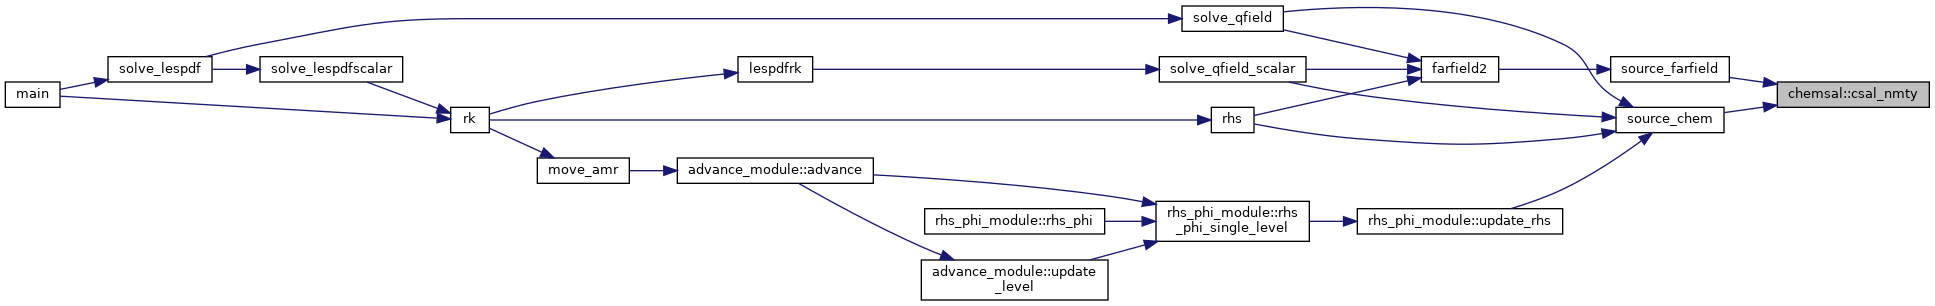 main
solve_lespdf
solve_lespdfscalar
rk
move_amr
lespdfrk
advance_module::advance
rhs_phi_module::rhs_phi
advance_module::update
_level
solve_qfield
solve_qfield_scalar
rhs
rhs_phi_module::rhs
_phi_single_level
farfield2
rhs_phi_module::update_rhs
source_farfield
source_chem
chemsal::csal_nmty